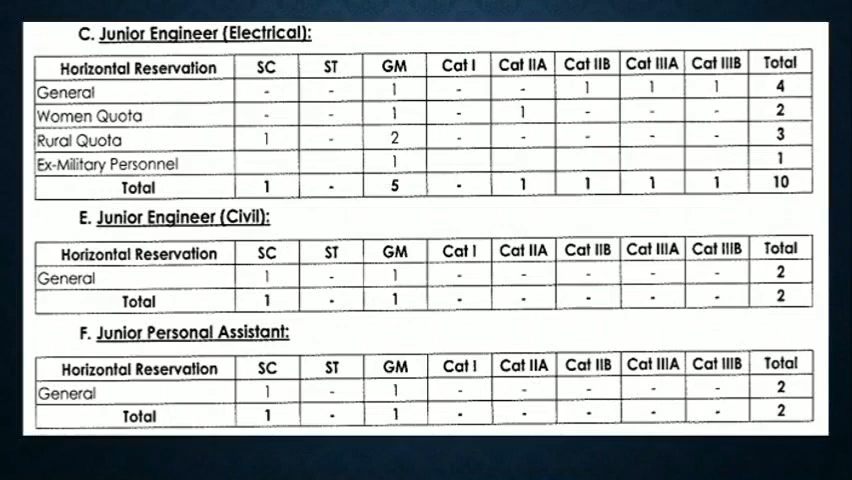 C. Junior Engineer (Electrical):
Horizontal Reservation SC ST GM Cat I Cat IIA Cat IIB Cat IIIA Cat IIIB Total
General - - 1 - - 1 1 1 4
Women Quota - - 1 - 1 - - - 2
Rural Quota 1 - 2 - - - - - 3
Ex-Military Personnel 1 1
Total 1 - 5 - 1 1 1 1 10
E. Junior Engineer (Civil):
Horizontal Reservation SC ST GM Cat I Cat IIA Cat IIB Cat IIIA Cat IIIB Total
General 1 - 1 - - - - - 2
Total 1 - 1 - - - - - 2
F. Junior Personal Assistant:
Horizontal Reservation SC ST GM Cat I Cat IIA Cat IIB Cat IIIA Cat IIIB Total
General 1 - 1 - - - - - 2
Total 1 - 1 - - - - - 2